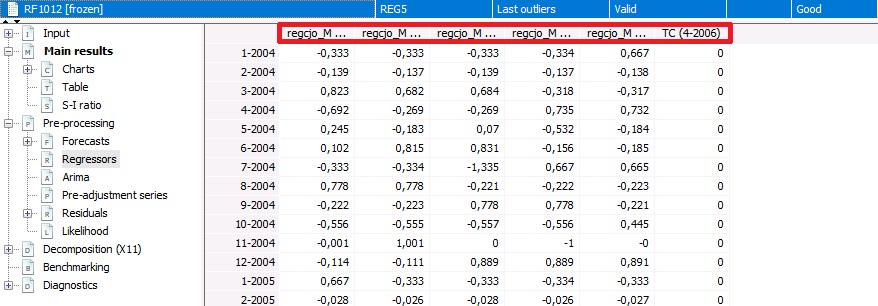 RF1012 [frozen] REG5 Last outliers Valid Good
Input
Main results
Charts
Table
S-I ratio
Pre-processing
Forecasts
Regressors
Arima
Pre-adjustment series
Residuals
Likelihood
Decomposition (X11)
Benchmarking
Diagnostics
regcjo_M ... regcjo_M ... regcjo_M ... regcjo_M ... regcjo_M ... TC (4-2006)
1-2004 -0,333 -0,333 -0,333 -0,334 0,667 0
2-2004 -0,139 -0,137 -0,139 -0,137 -0,138 0
3-2004 0,823 0,682 0,684 -0,318 -0,317 0
4-2004 -0,692 -0,269 -0,269 0,735 0,732 0
5-2004 0,245 -0,183 0,07 -0,532 -0,184 0
6-2004 0,102 0,815 0,831 -0,156 -0,185 0
7-2004 -0,333 -0,334 -1,335 0,667 0,665 0
8-2004 0,778 0,778 -0,221 -0,222 -0,223 0
9-2004 -0,222 -0,223 0,778 0,778 -0,221 0
10-2004 -0,556 -0,555 -0,557 -0,556 0,445 0
11-2004 -0,001 1,001 0 -1 -0 0
12-2004 -0,114 -0,111 0,889 0,889 0,891 0
1-2005 0,667 -0,333 -0,333 -0,334 -0,333 0
2-2005 -0,028 -0,026 -0,028 -0,026 -0,027 0